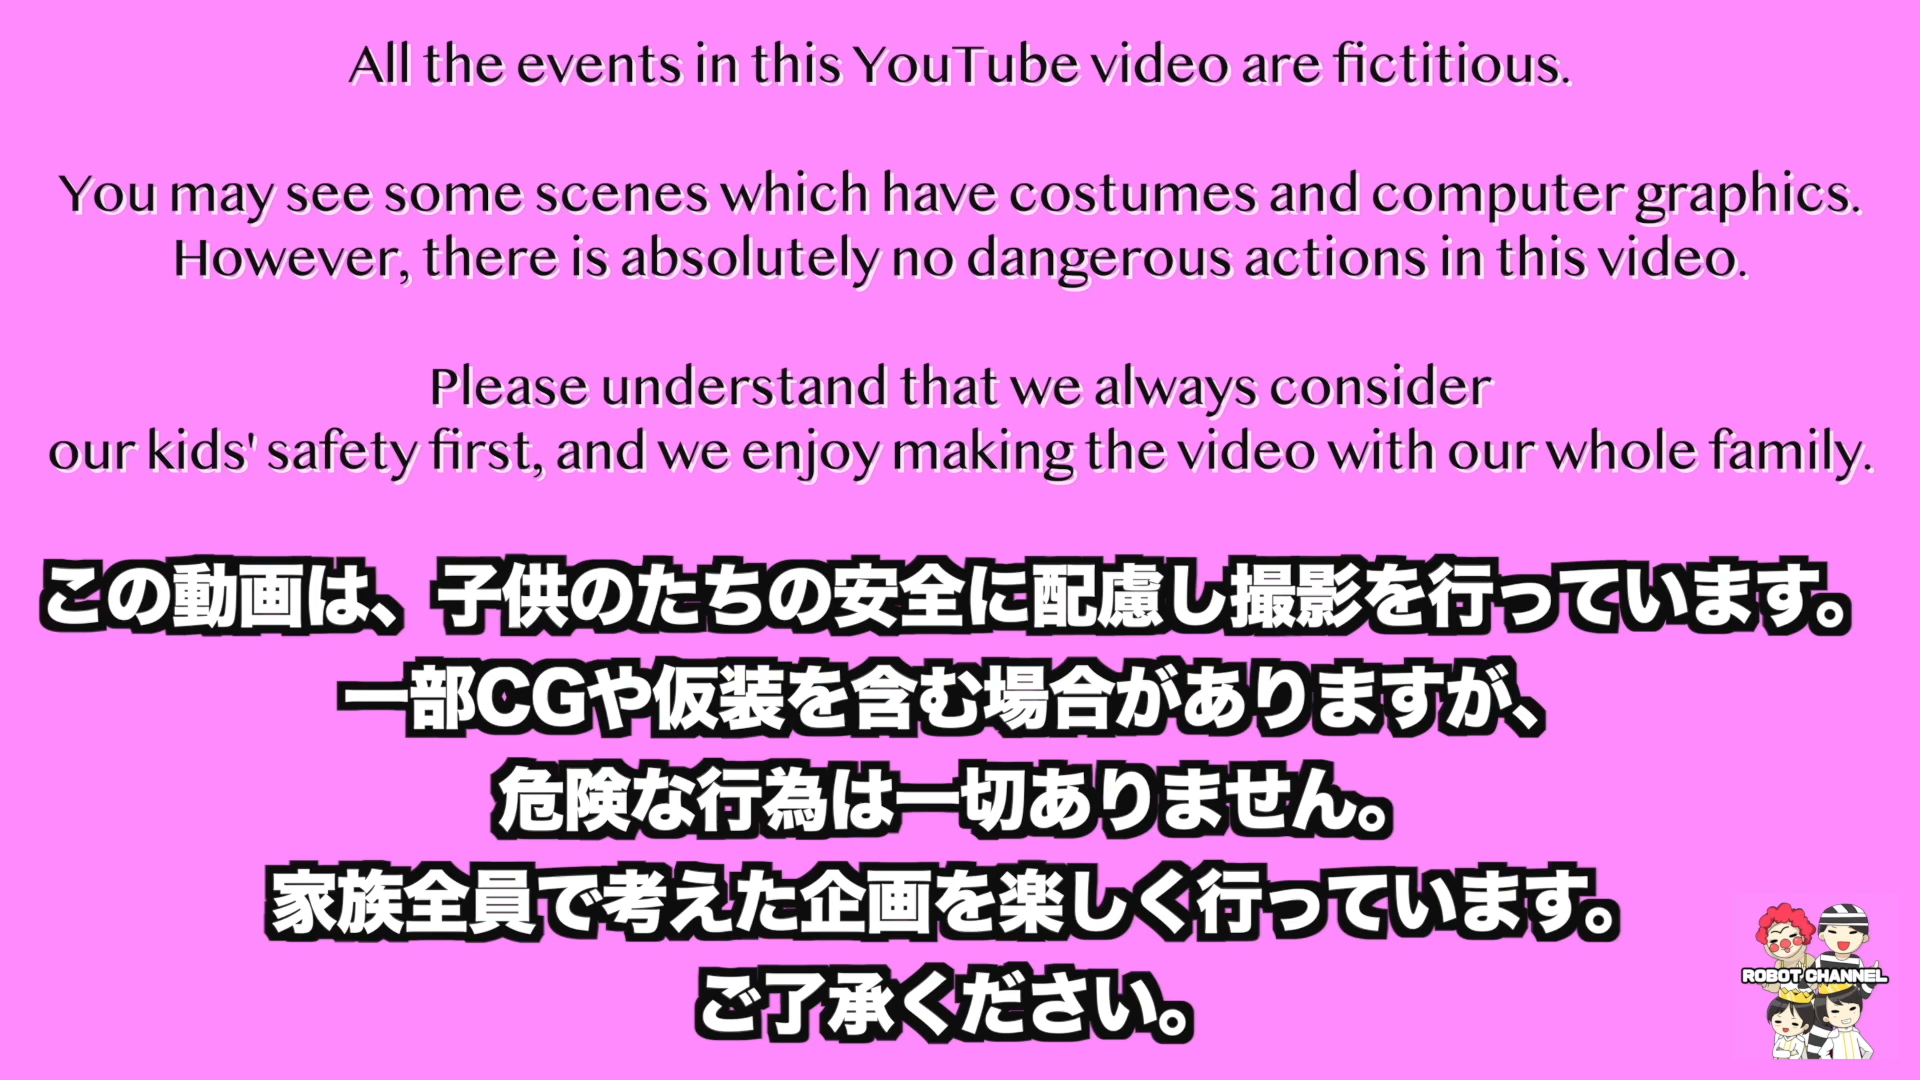 All the events in this YouTube video are fictitious.
You may see some scenes which have costumes and computer graphics.
However, there is absolutely no dangerous actions in this video.
Please understand that we always consider
our kids' safety first, and we enjoy making the video with our whole family.
この動画は、子供のたちの安全に配慮し撮影を行っています。
一部CGや仮装を含む場合がありますが、
危険な行為は一切ありません。
家族全員で考えた企画を楽しく行っています。
ご了承ください。
ROBOT CHANNEL